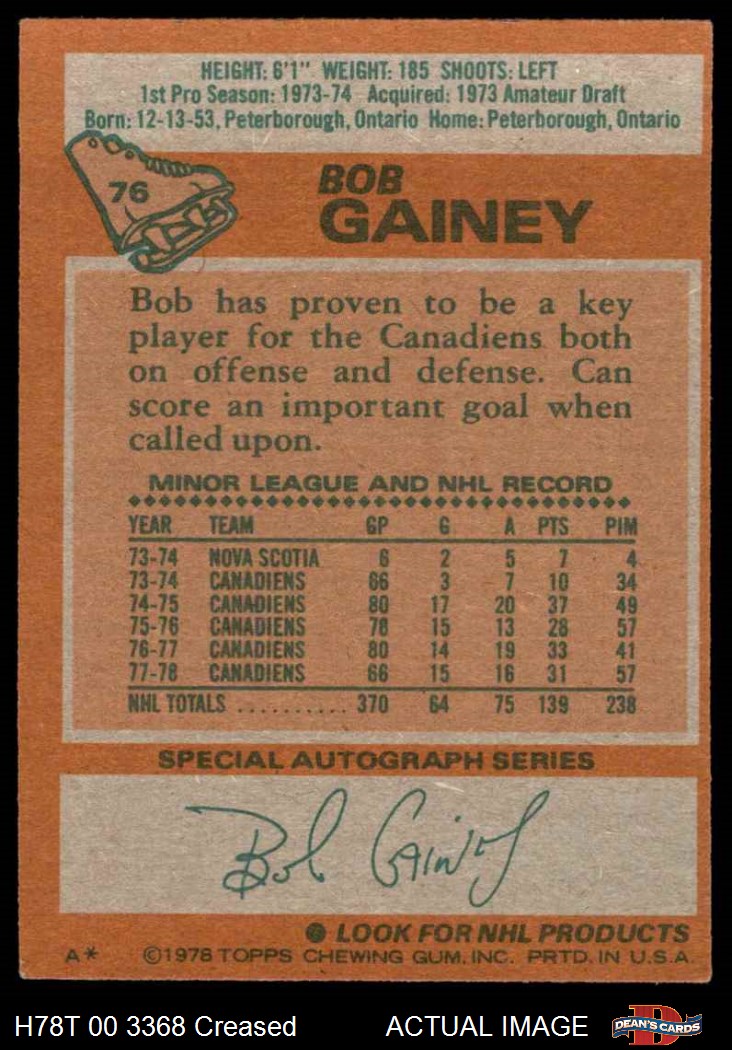 HEIGHT: 6'1" WEIGHT: 185 SHOOTS: LEFT
1st Pro Season: 1973-74 Acquired: 1973 Amateur Draft
Born: 12-13-53, Peterborough, Ontario Home: Peterborough, Ontario
76
BOB
GAINEY
Bob has proven to be a key
player for the Canadiens both
on offense and defense. Can
score an important goal when
called upon.
MINOR LEAGUE AND NHL RECORD
YEAR TEAM GP G A PTS PIM
73-74 NOVA SCOTIA 6 2 5 7 4
73-74 CANADIENS 66 3 7 10 34
74-75 CANADIENS 80 17 20 37 49
75-76 CANADIENS 78 15 13 28 57
76-77 CANADIENS 80 14 19 33 41
77-78 CANADIENS 66 15 16 31 57
NHL TOTALS .......... 370 64 75 139 238
SPECIAL AUTOGRAPH SERIES
Bob Gainey
LOOK FOR NHL PRODUCTS
A* ©1978 TOPPS CHEWING GUM, INC. PRTD. IN U.S.A.
H78T 00 3368 Creased ACTUAL IMAGE
D
DEAN'S CARDS